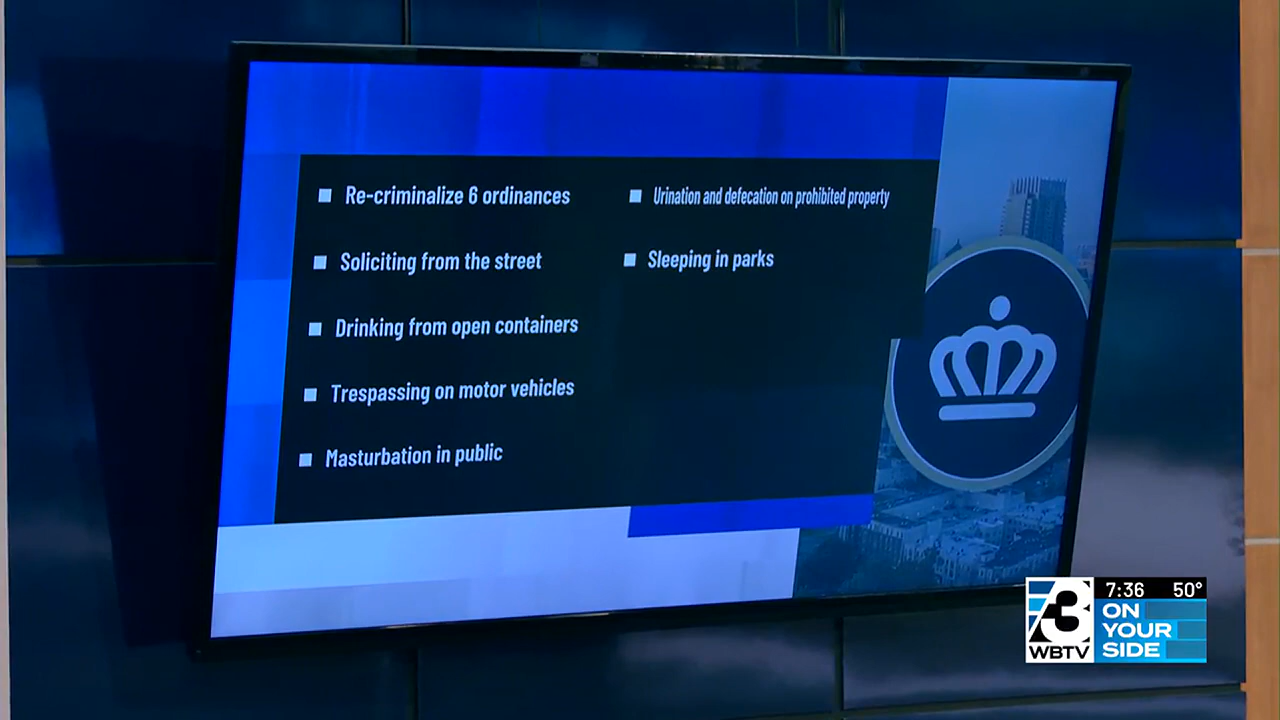 Re-criminalize 6 ordinances
Soliciting from the street
Drinking from open containers
Trespassing on motor vehicles
Masturbation in public
Urination and defecation on prohibited property
Sleeping in parks
3
WBTV
7:36 50°
ON
YOUR
SIDE